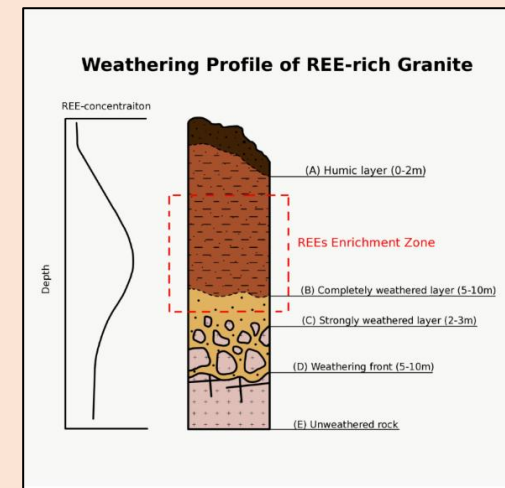 Weathering Profile of REE-rich Granite
REE-concentraiton
Depth
(A) Humic layer (0-2m)
REEs Enrichment Zone
(B) Completely weathered layer (5-10m)
(C) Strongly weathered layer (2-3m)
(D) Weathering front (5-10m)
(E) Unweathered rock